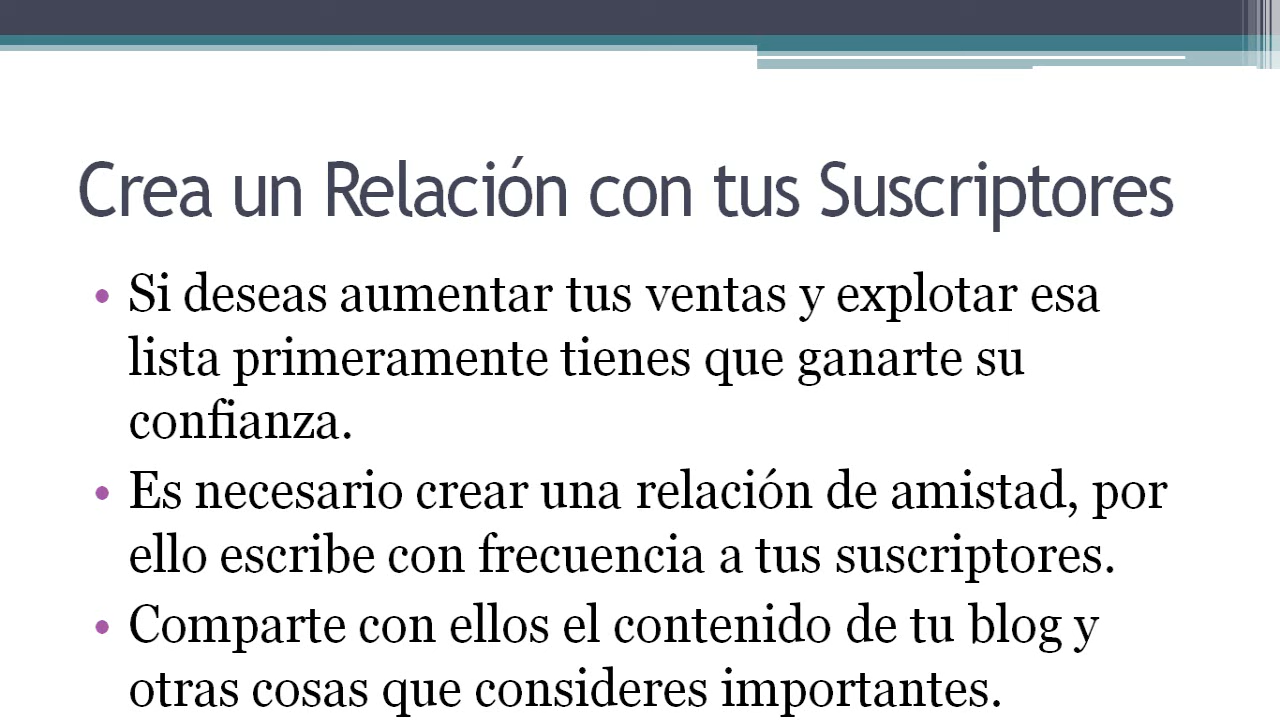 Crea un Relación con tus Suscriptores
• Si deseas aumentar tus ventas y explotar esa
lista primeramente tienes que ganarte su
confianza.
• Es necesario crear una relación de amistad, por
ello escribe con frecuencia a tus suscriptores.
• Comparte con ellos el contenido de tu blog y
otras cosas que consideres importantes.